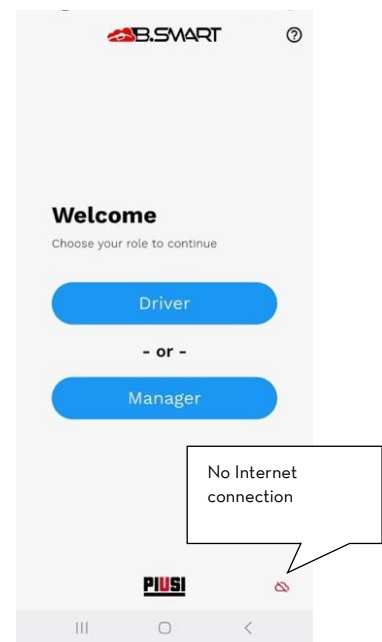 B.SMART
Welcome
Choose your role to continue
Driver
- or -
Manager
No Internet
connection
PIUSI